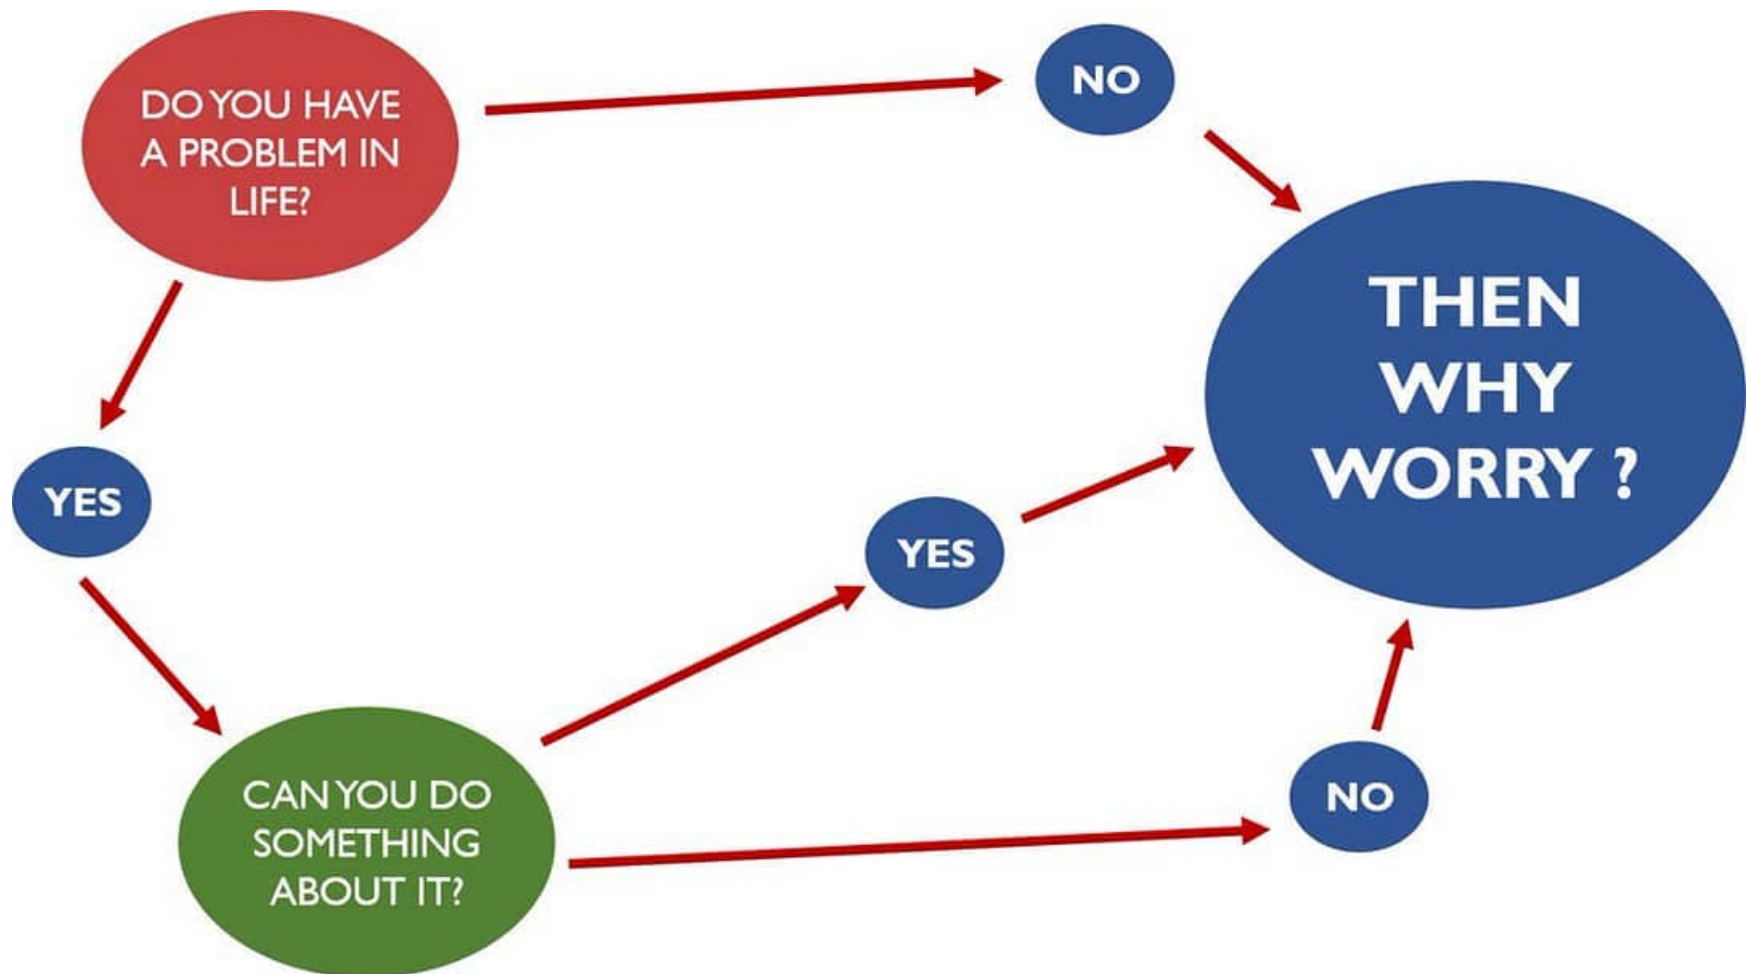 DO YOU HAVE
A PROBLEM IN
LIFE?
NO
THEN
WHY
WORRY ?
YES
YES
CAN YOU DO
SOMETHING
ABOUT IT?
NO